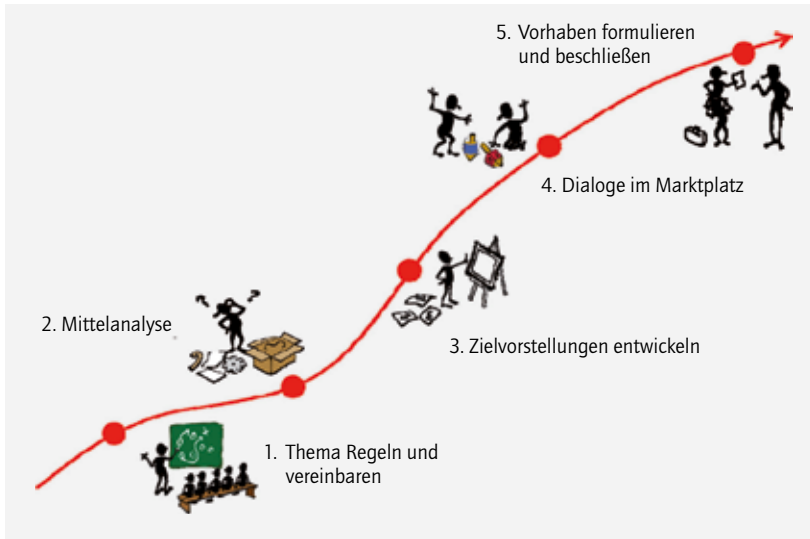 5. Vorhaben formulieren
und beschließen
4. Dialoge im Marktplatz
2. Mittelanalyse
3. Zielvorstellungen entwickeln
1. Thema Regeln und
vereinbaren